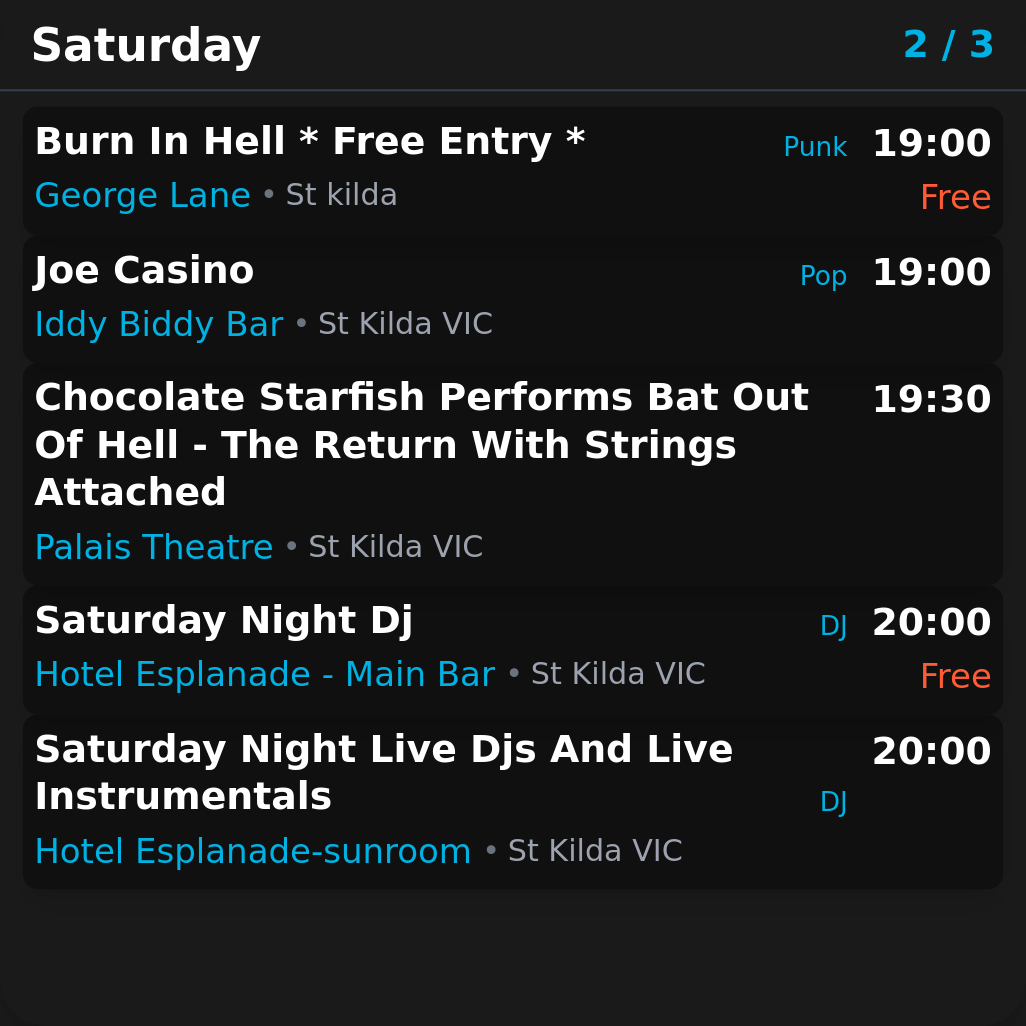 Saturday
2 / 3
Burn In Hell * Free Entry *
Punk
19:00
George Lane • St kilda
Free
Joe Casino
Pop
19:00
Iddy Biddy Bar • St Kilda VIC
Chocolate Starfish Performs Bat Out
Of Hell - The Return With Strings
Attached
19:30
Palais Theatre • St Kilda VIC
Saturday Night Dj
DJ
20:00
Hotel Esplanade - Main Bar • St Kilda VIC
Free
Saturday Night Live Djs And Live
Instrumentals
DJ
20:00
Hotel Esplanade-sunroom • St Kilda VIC